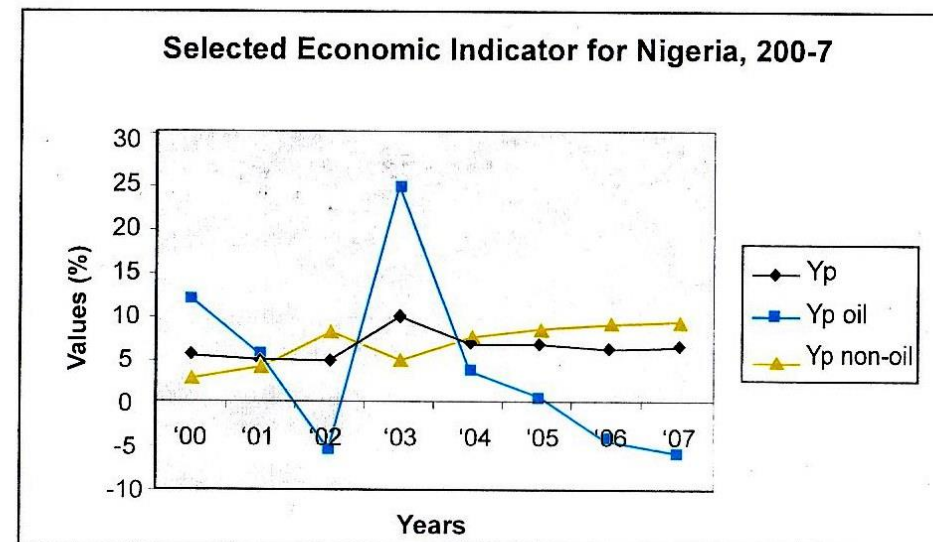 Selected Economic Indicator for Nigeria, 200-7
Values (%)
30
25
20
15
10
5
0
-5
-10
‘00 ‘01 ‘02 ‘03 ‘04 ‘05 ‘06 ‘07
Years
Yp
Yp oil
Yp non-oil